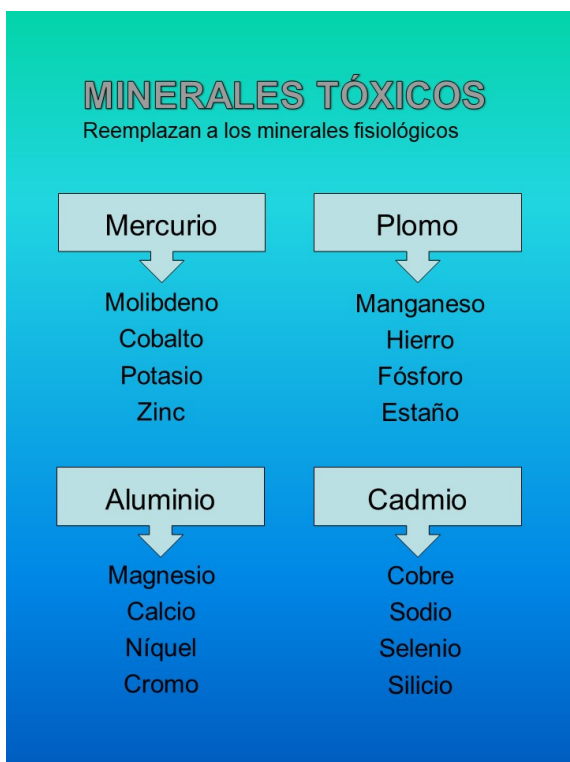 MINERALES TÓXICOS
Reemplazan a los minerales fisiológicos
Mercurio
Molibdeno
Cobalto
Potasio
Zinc
Plomo
Manganeso
Hierro
Fósforo
Estaño
Aluminio
Magnesio
Calcio
Níquel
Cromo
Cadmio
Cobre
Sodio
Selenio
Silicio